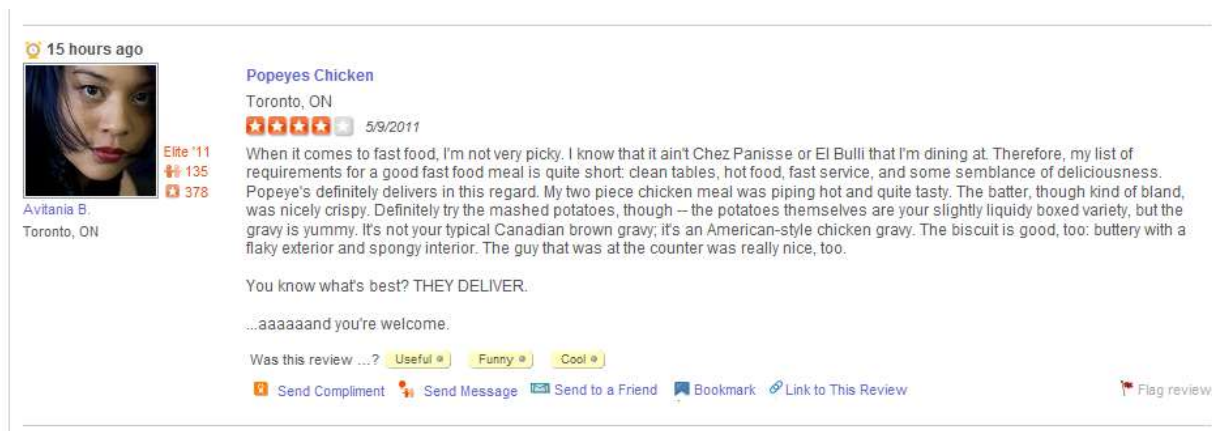 15 hours ago
Popeyes Chicken
Toronto, ON
5/9/2011
Elite '11
135
378
Avitania B.
Toronto, ON
When it comes to fast food, I'm not very picky. I know that it ain't Chez Panisse or El Bulli that I'm dining at. Therefore, my list of
requirements for a good fast food meal is quite short: clean tables, hot food, fast service, and some semblance of deliciousness.
Popeye's definitely delivers in this regard. My two piece chicken meal was piping hot and quite tasty. The batter, though kind of bland,
was nicely crispy. Definitely try the mashed potatoes, though -- the potatoes themselves are your slightly liquidy boxed variety, but the
gravy is yummy. It's not your typical Canadian brown gravy; it's an American-style chicken gravy. The biscuit is good, too: buttery with a
flaky exterior and spongy interior. The guy that was at the counter was really nice, too.
You know what's best? THEY DELIVER.
...aaaaaand you're welcome.
Was this review ...? Useful Funny Cool
Send Compliment Send Message Send to a Friend Bookmark Link to This Review Flag review